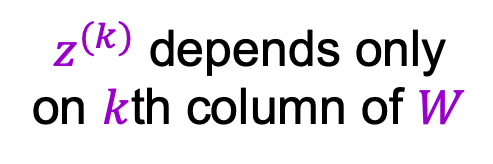 z^(k) depends only
on kth column of W